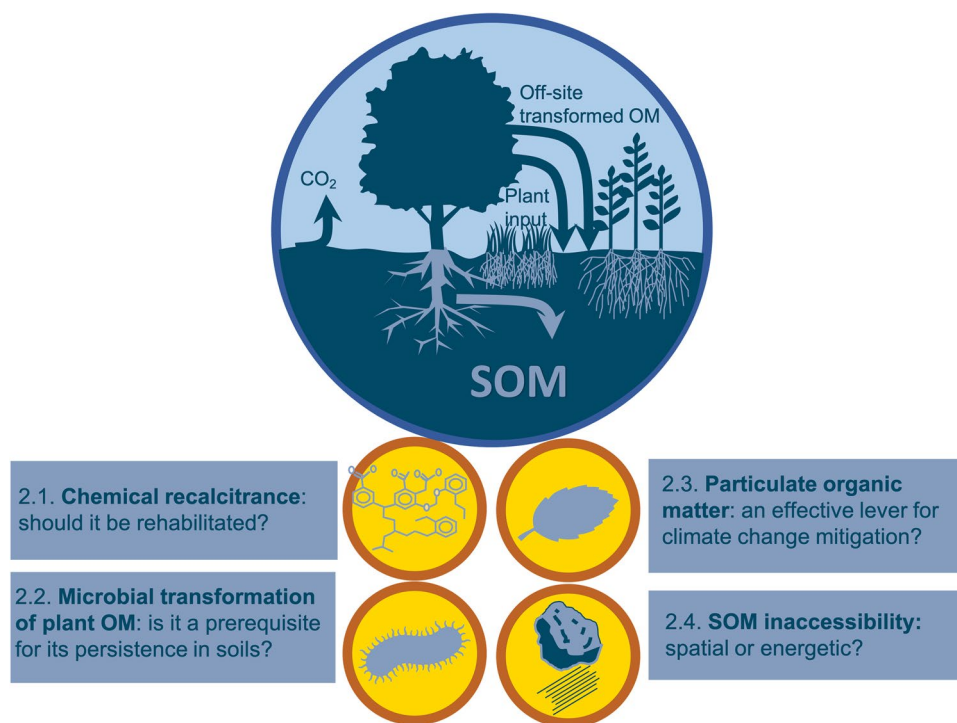 Off-site
transformed OM
CO₂
Plant
input
SOM
2.1. Chemical recalcitrance:
should it be rehabilitated?
2.2. Microbial transformation
of plant OM: is it a prerequisite
for its persistence in soils?
2.3. Particulate organic
matter: an effective lever for
climate change mitigation?
2.4. SOM inaccessibility:
spatial or energetic?